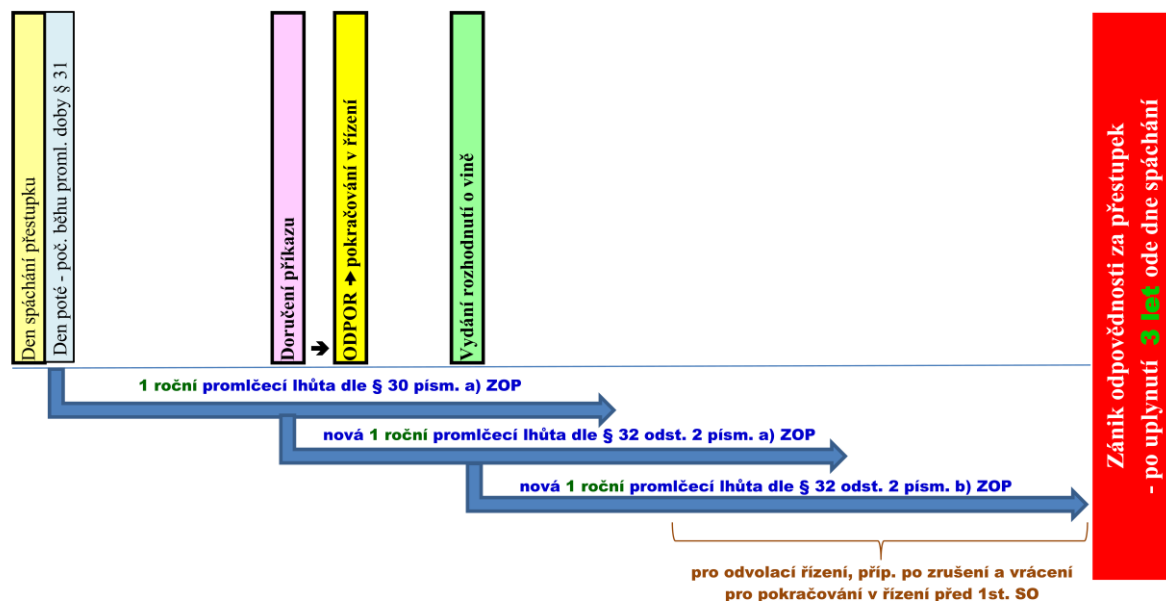 Den spáchání přestupku
Den poté - poč. běhuproml. doby § 31
Doručení příkazu
➔
ODPOR ➔ pokračování v řízení
Vydání rozhodnutí o vině
Zánik odpovědnosti za přestupek
- po uplynutí 3 let ode dne spáchání
1 roční promlčecí lhůta dle § 30 písm. a) ZOP
nová 1 roční promlčecí lhůta dle § 32 odst. 2 písm. a) ZOP
nová 1 roční promlčecí lhůta dle § 32 odst. 2 písm. b) ZOP
pro odvolací řízení, příp. po zrušení a vrácení
pro pokračování v řízení před 1st. SO